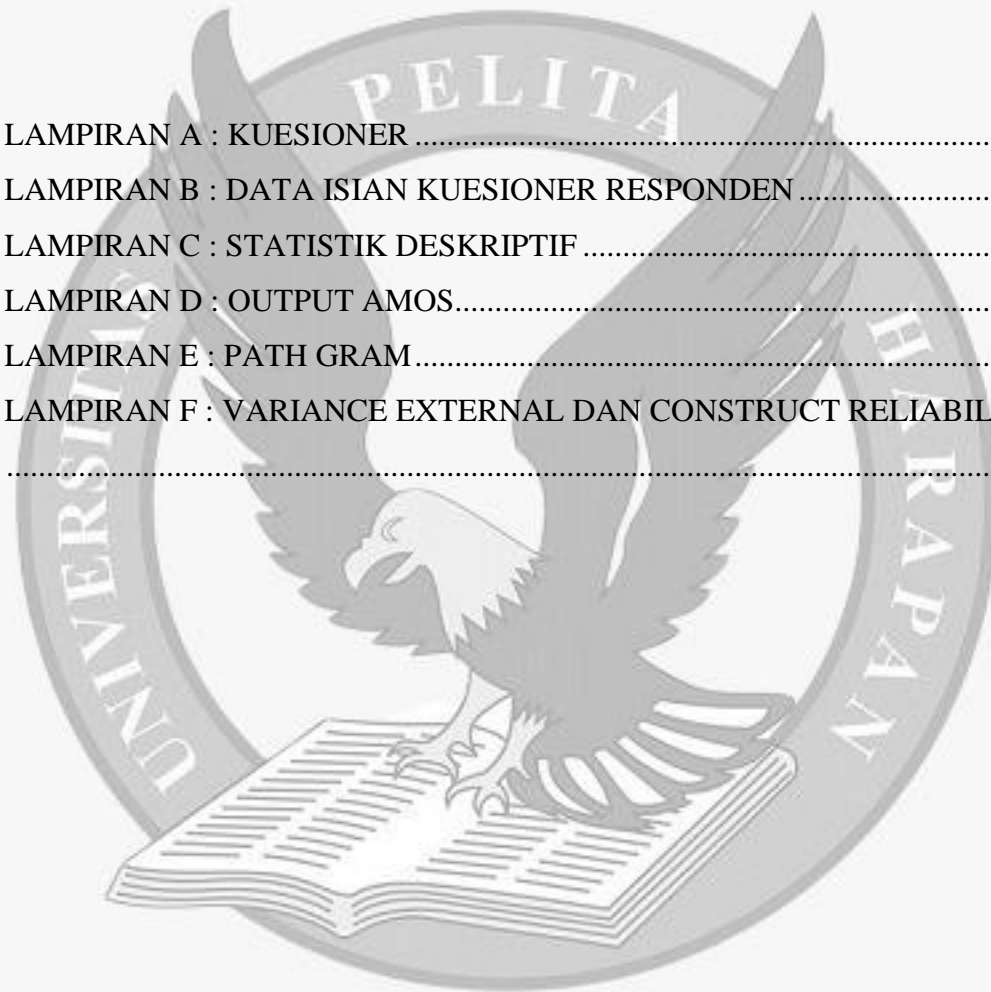 UNIVERSITAS PELITA HARAPAN
LAMPIRAN A : KUESIONER ........................................................................
LAMPIRAN B : DATA ISIAN KUESIONER RESPONDEN ........................
LAMPIRAN C : STATISTIK DESKRIPTIF ..................................................
LAMPIRAN D : OUTPUT AMOS..................................................................
LAMPIRAN E : PATH GRAM .......................................................................
LAMPIRAN F : VARIANCE EXTERNAL DAN CONSTRUCT RELIABIL
.........................................................................................................................